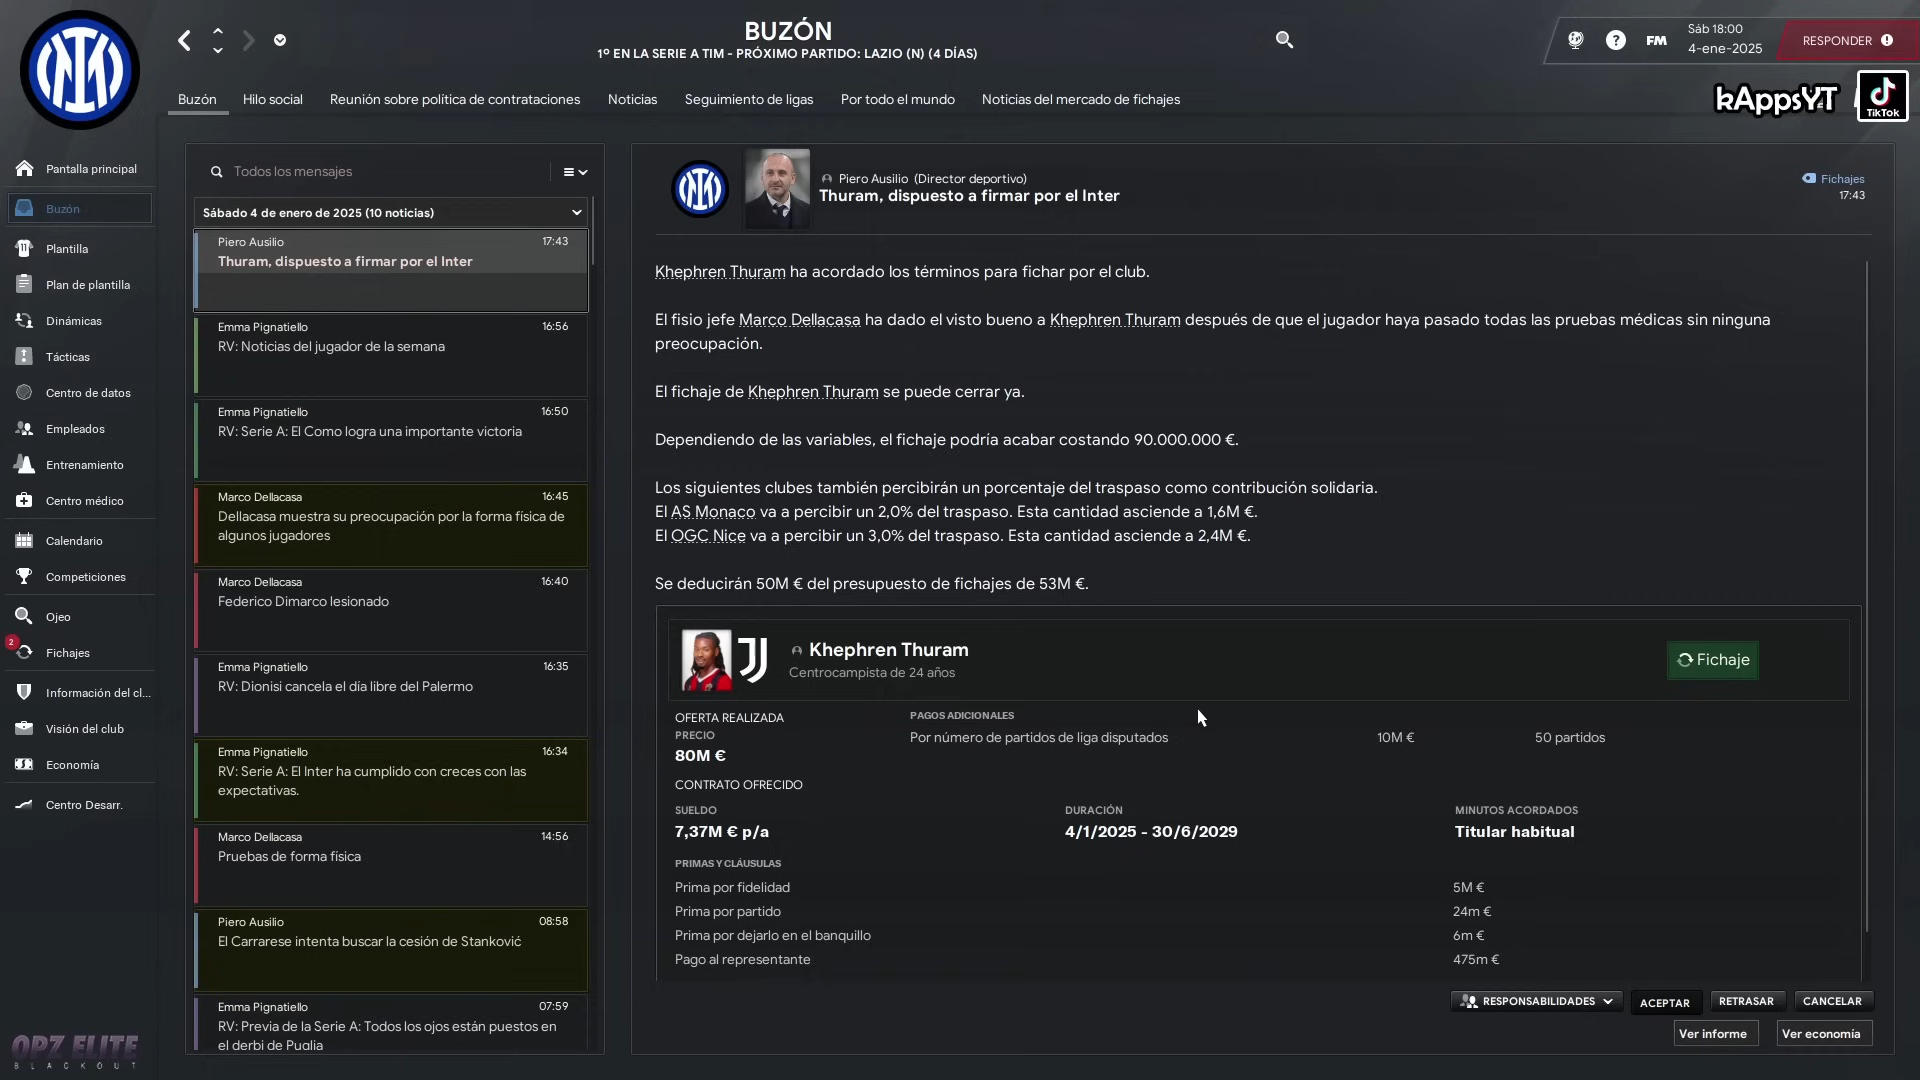 BUZÓN
1º EN LA SERIE A TIM - PRÓXIMO PARTIDO: LAZIO (N) (4 DÍAS)
FM
Sáb 18:00
4-ene-2025
RESPONDER
Buzón
Hilo social
Reunión sobre política de contrataciones
Noticias
Seguimiento de ligas
Por todo el mundo
Noticias del mercado de fichajes
kAppsYT
TikTok
Pantalla principal
Buzón
Plantilla
Plan de plantilla
Dinámicas
Tácticas
Centro de datos
Empleados
Entrenamiento
Centro médico
Calendario
Competiciones
Ojeo
2
Fichajes
Información del cl...
Visión del club
Economía
Centro Desarr.
OPZ ELITE
BLACKOUT
Todos los mensajes
Sábado 4 de enero de 2025 (10 noticias)
Piero Ausilio 17:43
Thuram, dispuesto a firmar por el Inter
Emma Pignatiello 16:56
RV: Noticias del jugador de la semana
Emma Pignatiello 16:50
RV: Serie A: El Como logra una importante victoria
Marco Dellacasa 16:45
Dellacasa muestra su preocupación por la forma física de
algunos jugadores
Marco Dellacasa 16:40
Federico Dimarco lesionado
Emma Pignatiello 16:35
RV: Dionisi cancela el día libre del Palermo
Emma Pignatiello 16:34
RV: Serie A: El Inter ha cumplido con creces con las
expectativas.
Marco Dellacasa 14:56
Pruebas de forma física
Piero Ausilio 08:58
El Carrarese intenta buscar la cesión de Stanković
Emma Pignatiello 07:59
RV: Previa de la Serie A: Todos los ojos están puestos en
el derbi de Puglia
Piero Ausilio (Director deportivo)
Thuram, dispuesto a firmar por el Inter
Fichajes
17:43
Khephren Thuram ha acordado los términos para fichar por el club.
El fisio jefe Marco Dellacasa ha dado el visto bueno a Khephren Thuram después de que el jugador haya pasado todas las pruebas médicas sin ninguna
preocupación.
El fichaje de Khephren Thuram se puede cerrar ya.
Dependiendo de las variables, el fichaje podría acabar costando 90.000.000 €.
Los siguientes clubes también percibirán un porcentaje del traspaso como contribución solidaria.
El AS Monaco va a percibir un 2,0% del traspaso. Esta cantidad asciende a 1,6M €.
El OGC Nice va a percibir un 3,0% del traspaso. Esta cantidad asciende a 2,4M €.
Se deducirán 50M € del presupuesto de fichajes de 53M €.
Khephren Thuram
Centrocampista de 24 años
Fichaje
OFERTA REALIZADA
PRECIO
80M €
PAGOS ADICIONALES
Por número de partidos de liga disputados 10M € 50 partidos
CONTRATO OFRECIDO
SUELDO DURACIÓN MINUTOS ACORDADOS
7,37M € p/a 4/1/2025 - 30/6/2029 Titular habitual
PRIMAS Y CLÁUSULAS
Prima por fidelidad 5M €
Prima por partido 24m €
Prima por dejarlo en el banquillo 6m €
Pago al representante 475m €
RESPONSABILIDADES ACEPTAR RETRASAR CANCELAR
Ver informe Ver economía